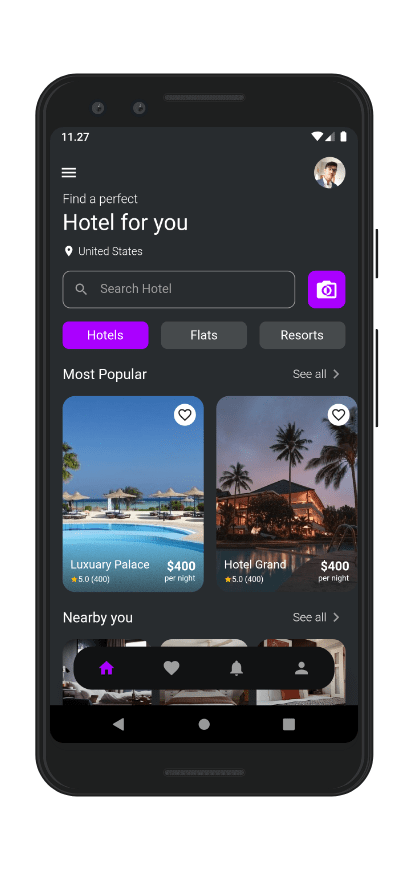 11.27
Find a perfect
Hotel for you
United States
Search Hotel
Hotels
Flats
Resorts
Most Popular
See all
Luxuary Palace
$400
5.0 (400)
per night
Hotel Grand
$400
5.0 (400)
per night
Nearby you
See all